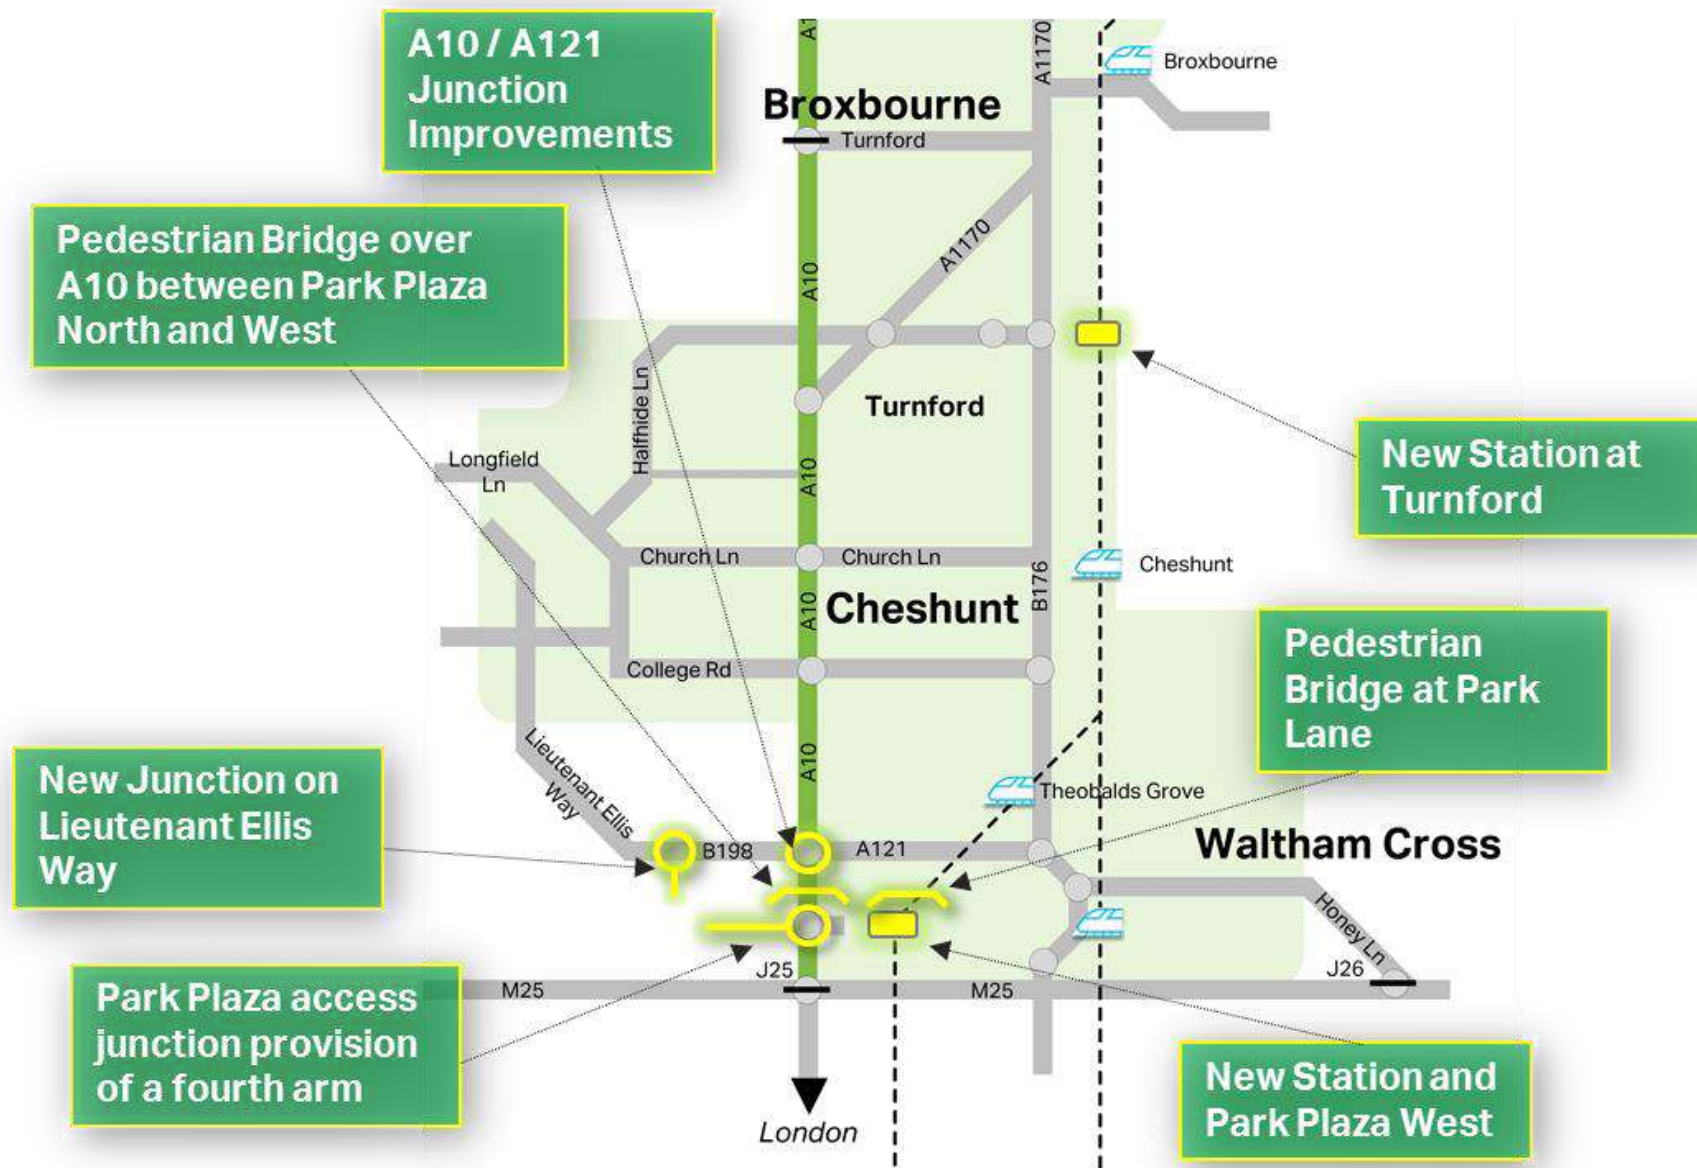 A10 / A121
Junction
Improvements
A1
A1170
Broxbourne
Broxbourne
Turnford
Pedestrian Bridge over
A10 between Park Plaza
North and West
A1170
A10
Halfhide Ln
Turnford
New Station at
Turnford
Longfield
Ln
A10
Church Ln
Church Ln
Cheshunt
B176
A10
Cheshunt
College Rd
Pedestrian
Bridge at Park
Lane
New Junction on
Lieutenant Ellis
Way
Lieutenant Ellis
Way
A10
Theobalds Grove
B198
A121
Waltham Cross
Honey Ln
Park Plaza access
junction provision
of a fourth arm
M25
J25
M25
J26
New Station and
Park Plaza West
London